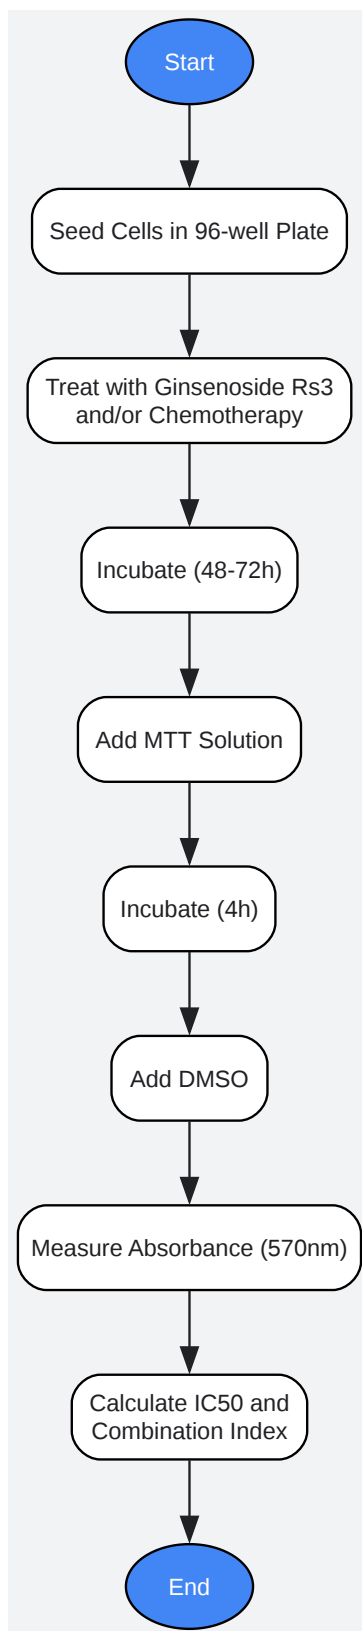 Start
Seed Cells in 96-well Plate
Treat with Ginsenoside Rs3
and/or Chemotherapy
Incubate (48-72h)
Add MTT Solution
Incubate (4h)
Add DMSO
Measure Absorbance (570nm)
Calculate IC50 and
Combination Index
End